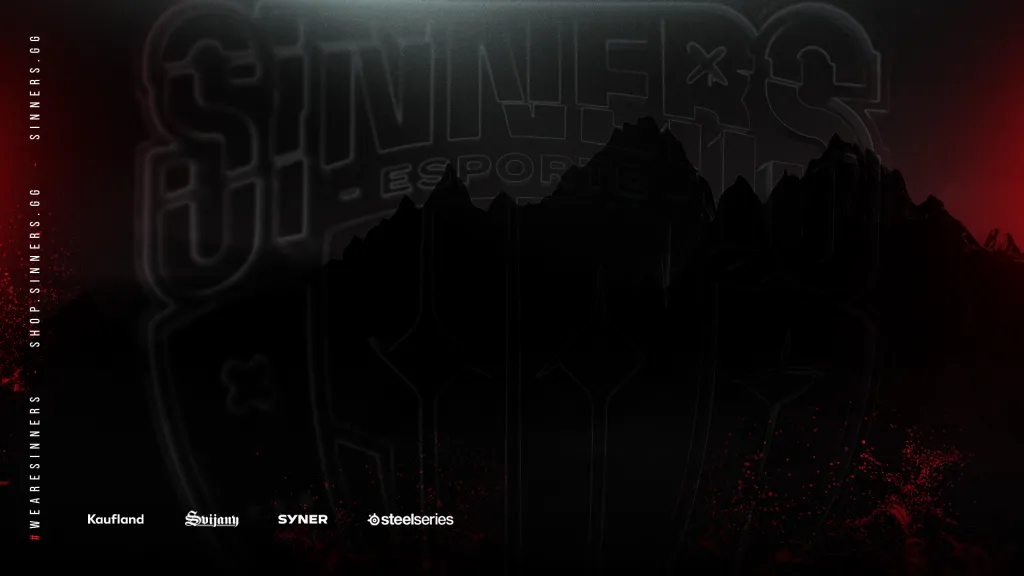 SINNERS
- ESPORTS -
#WEARESINNERS - SHOP.SINNERS.GG - SINNERS.GG
Kaufland
Svijany
SYNER
steelseries